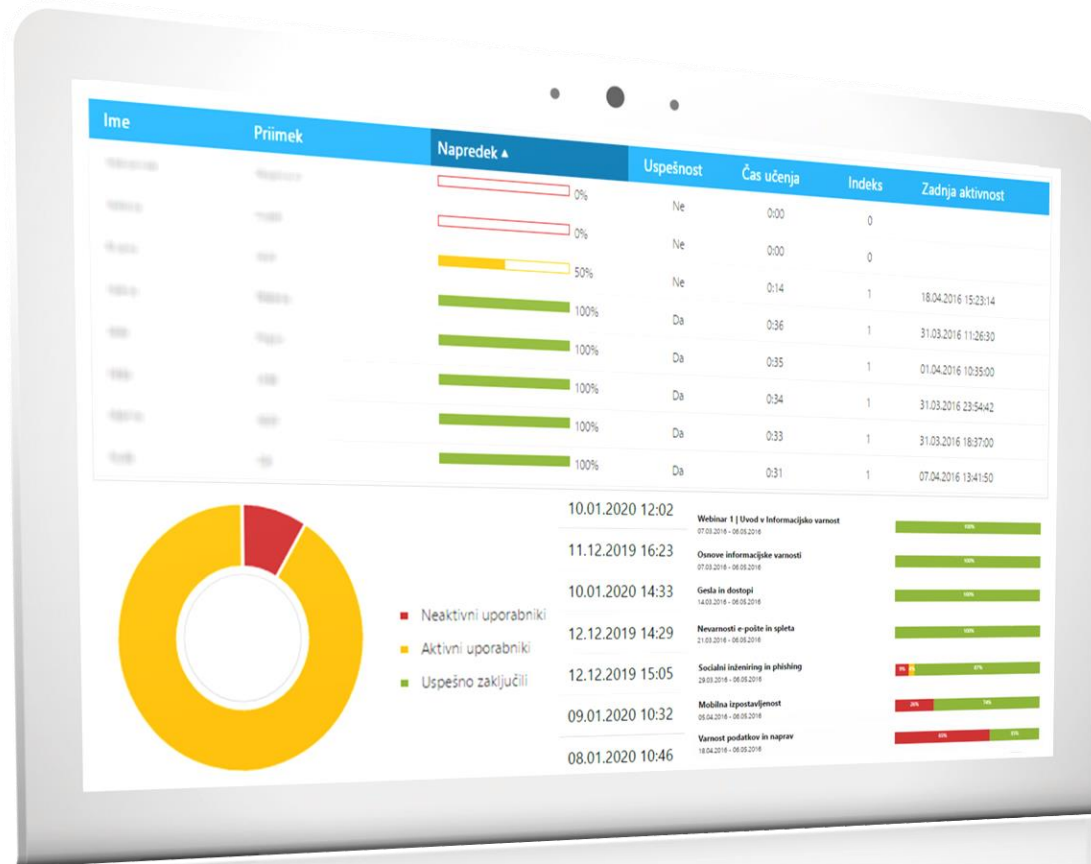 Ime Priimek Napredek ▲ Uspešnost Čas učenja Indeks Zadnja aktivnost
0% Ne 0:00 0
0% Ne 0:00 0
50% Ne 0:14 1 18.04.2016 15:23:14
100% Da 0:36 1 31.03.2016 11:26:30
100% Da 0:35 1 01.04.2016 10:35:00
100% Da 0:34 1 31.03.2016 23:54:42
100% Da 0:33 1 31.03.2016 18:37:00
100% Da 0:31 1 07.04.2016 13:41:50
Neaktivni uporabniki
Aktivni uporabniki
Uspešno zaključili
10.01.2020 12:02
11.12.2019 16:23
10.01.2020 14:33
12.12.2019 14:29
12.12.2019 15:05
09.01.2020 10:32
08.01.2020 10:46
Webinar 1 | Uvod v Informacijsko varnost
07.03.2016 - 06.05.2016
100%
Osnove informacijske varnosti
07.03.2016 - 06.05.2016
100%
Gesla in dostopi
14.03.2016 - 06.05.2016
100%
Nevarnosti e-pošte in spleta
21.03.2016 - 06.05.2016
100%
Socialni inženiring in phishing
29.03.2016 - 06.05.2016
87%
Mobilna izpostavljenost
05.04.2016 - 06.05.2016
26% 74%
Varnost podatkov in naprav
18.04.2016 - 06.05.2016